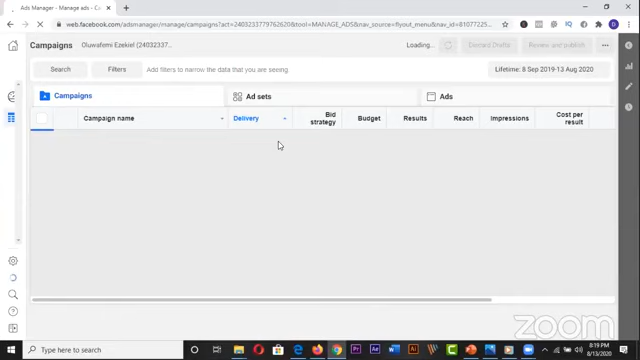 Ads Manager - Manage ads - C
web.facebook.com/adsmanager/manage/campaigns?act=2403233779762620&tool=MANAGE_ADS&nav_source=flyout_menu&nav_id=8107725
Campaigns
Oluwafemi Ezekiel (24032337...
Loading...
Discard Drafts
Review and publish
Search
Filters
Add filters to narrow the data that you are seeing.
Lifetime: 8 Sep 2019-13 Aug 2020
Campaigns
Ad sets
Ads
Campaign name
Delivery
Bid strategy
Budget
Results
Reach
Impressions
Cost per result
zoom
Type here to search
8:19 PM
8/13/2020